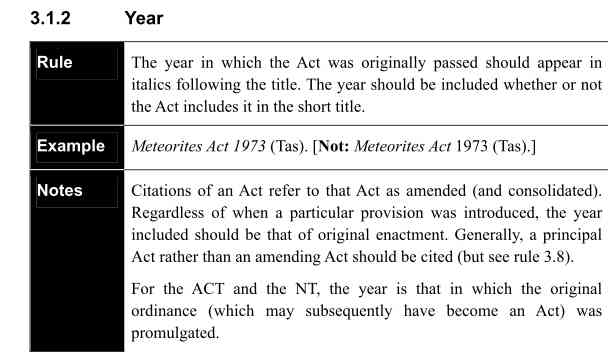 3.1.2 Year
Rule
The year in which the Act was originally passed should appear in
italics following the title. The year should be included whether or not
the Act includes it in the short title.
Example
Meteorites Act 1973 (Tas). [Not: Meteorites Act 1973 (Tas).]
Notes
Citations of an Act refer to that Act as amended (and consolidated).
Regardless of when a particular provision was introduced, the year
included should be that of original enactment. Generally, a principal
Act rather than an amending Act should be cited (but see rule 3.8).
For the ACT and the NT, the year is that in which the original
ordinance (which may subsequently have become an Act) was
promulgated.